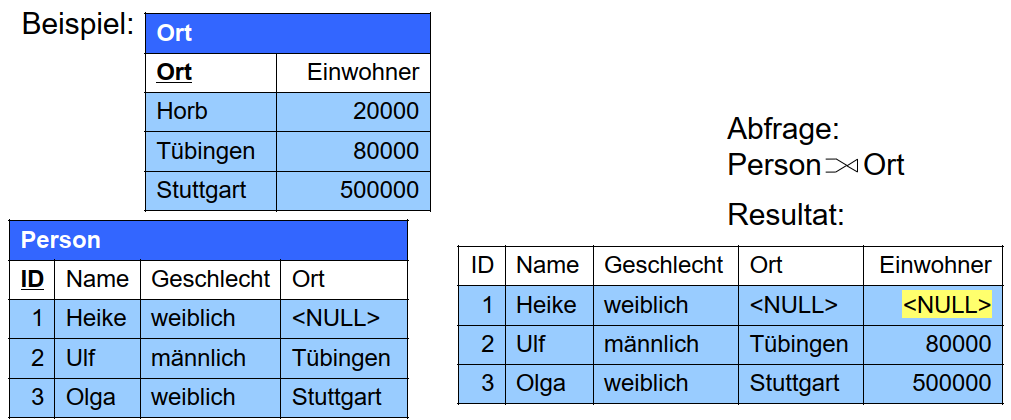 Beispiel:
Ort
Ort Einwohner
Horb 20000
Tübingen 80000
Stuttgart 500000
Person
ID Name Geschlecht Ort
1 Heike weiblich <NULL>
2 Ulf männlich Tübingen
3 Olga weiblich Stuttgart
Abfrage:
Person⟕Ort
Resultat:
ID Name Geschlecht Ort Einwohner
1 Heike weiblich <NULL> <NULL>
2 Ulf männlich Tübingen 80000
3 Olga weiblich Stuttgart 500000